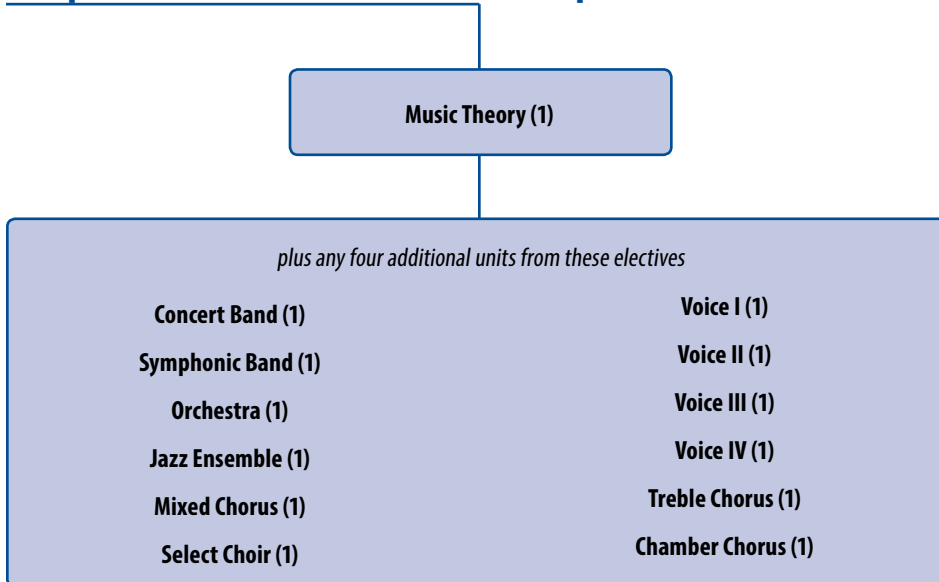 Music Theory (1)
plus any four additional units from these electives
Concert Band (1)
Symphonic Band (1)
Orchestra (1)
Jazz Ensemble (1)
Mixed Chorus (1)
Select Choir (1)
Voice I (1)
Voice II (1)
Voice III (1)
Voice IV (1)
Treble Chorus (1)
Chamber Chorus (1)